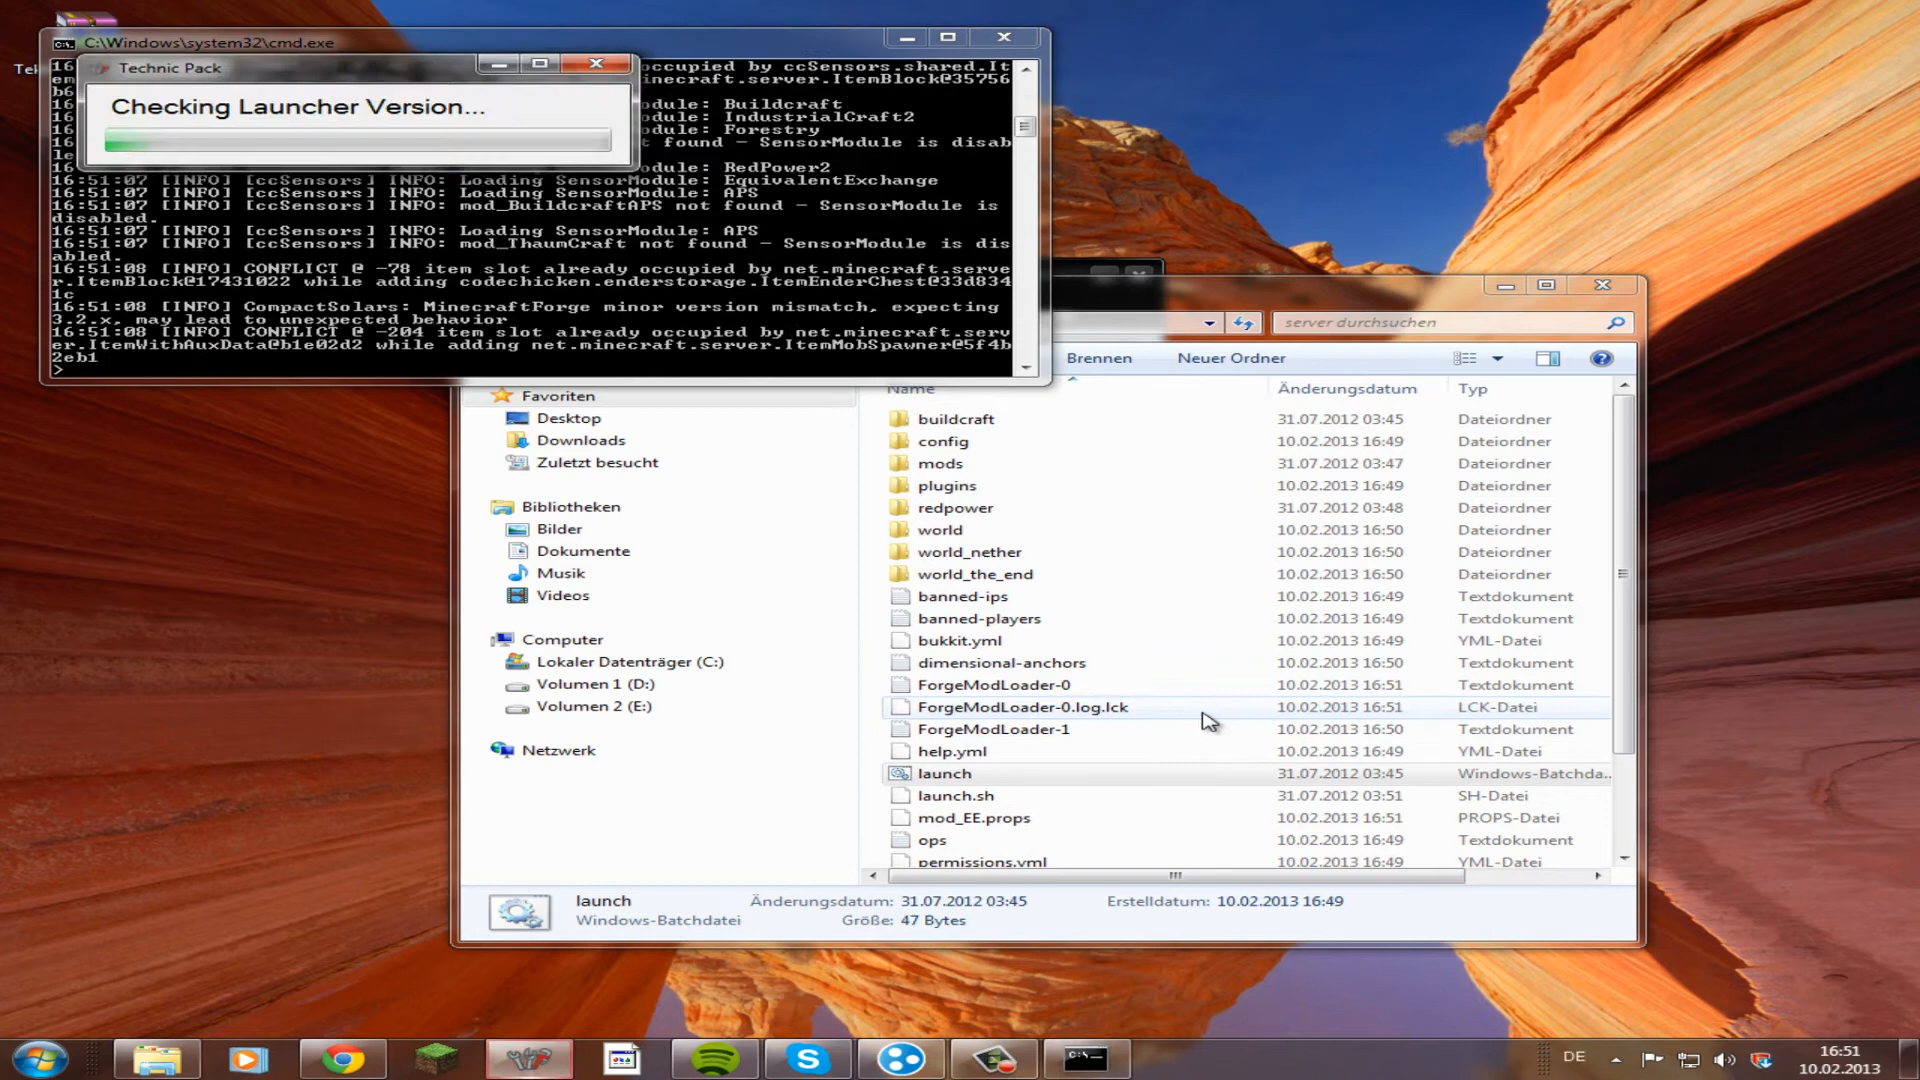 C:\Windows\system32\cmd.exe
Technic Pack
Checking Launcher Version...
occupied by ccSensors.shared.It
inecraft.server.ItemBlock@35756
b6
odule: Buildcraft
odule: IndustrialCraft2
odule: Forestry
found - SensorModule is disab
le
odule: RedPower2
16:51:07 [INFO] [ccSensors] INFO: Loading SensorModule: EquivalentExchange
16:51:07 [INFO] [ccSensors] INFO: Loading SensorModule: APS
16:51:07 [INFO] [ccSensors] INFO: mod_BuildcraftAPS not found - SensorModule is
disabled.
16:51:07 [INFO] [ccSensors] INFO: Loading SensorModule: APS
16:51:07 [INFO] [ccSensors] INFO: mod_ThaumCraft not found - SensorModule is dis
abled.
16:51:08 [INFO] CONFLICT @ -78 item slot already occupied by net.minecraft.serve
r.ItemBlock@17431022 while adding codechicken.enderstorage.ItemEnderChest@33d834
1c
16:51:08 [INFO] CompactSolars: MinecraftForge minor version mismatch, expecting
3.2.x, may lead to unexpected behavior
16:51:08 [INFO] CONFLICT @ -204 item slot already occupied by net.minecraft.serv
er.ItemWithAuxData@b1e02d2 while adding net.minecraft.server.ItemMobSpawner@5f4b
2eb1
>
server durchsuchen
Brennen Neuer Ordner
Name Änderungsdatum Typ
Favoriten
Desktop
Downloads
Zuletzt besucht
Bibliotheken
Bilder
Dokumente
Musik
Videos
Computer
Lokaler Datenträger (C:)
Volumen 1 (D:)
Volumen 2 (E:)
Netzwerk
buildcraft 31.07.2012 03:45 Dateiordner
config 10.02.2013 16:49 Dateiordner
mods 31.07.2012 03:47 Dateiordner
plugins 10.02.2013 16:49 Dateiordner
redpower 31.07.2012 03:48 Dateiordner
world 10.02.2013 16:50 Dateiordner
world_nether 10.02.2013 16:50 Dateiordner
world_the_end 10.02.2013 16:50 Dateiordner
banned-ips 10.02.2013 16:49 Textdokument
banned-players 10.02.2013 16:49 Textdokument
bukkit.yml 10.02.2013 16:49 YML-Datei
dimensional-anchors 10.02.2013 16:50 Textdokument
ForgeModLoader-0 10.02.2013 16:51 Textdokument
ForgeModLoader-0.log.lck 10.02.2013 16:51 LCK-Datei
ForgeModLoader-1 10.02.2013 16:50 Textdokument
help.yml 10.02.2013 16:49 YML-Datei
launch 31.07.2012 03:45 Windows-Batchda...
launch.sh 31.07.2012 03:51 SH-Datei
mod_EE.props 10.02.2013 16:51 PROPS-Datei
ops 10.02.2013 16:49 Textdokument
permissions.yml 10.02.2013 16:49 YML-Datei
launch Änderungsdatum: 31.07.2012 03:45 Erstelldatum: 10.02.2013 16:49
Windows-Batchdatei Größe: 47 Bytes
DE
16:51
10.02.2013